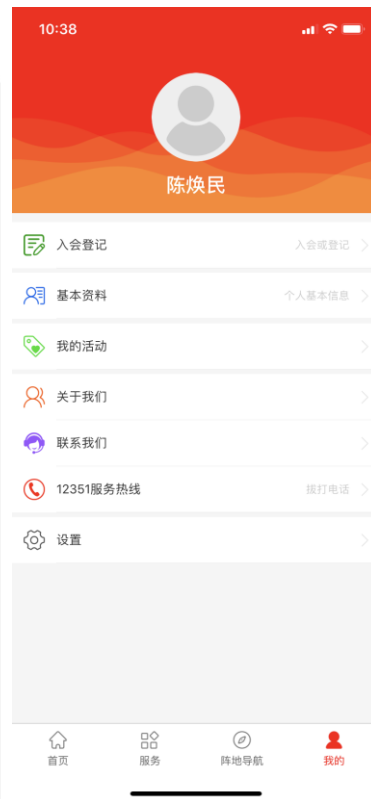 10:38
陈焕民
入会登记 入会或登记
基本资料 个人基本信息
我的活动
关于我们
联系我们
12351服务热线 拨打电话
设置
首页 服务 阵地导航 我的